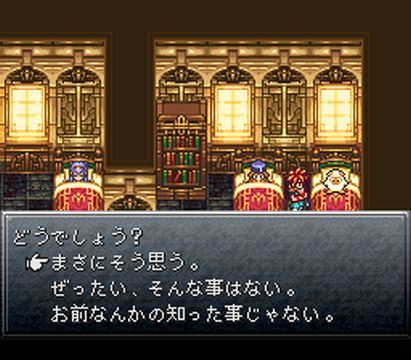 どうでしょう?
まさにそう思う。
ぜったい、そんな事はない。
お前なんかの知った事じゃない。